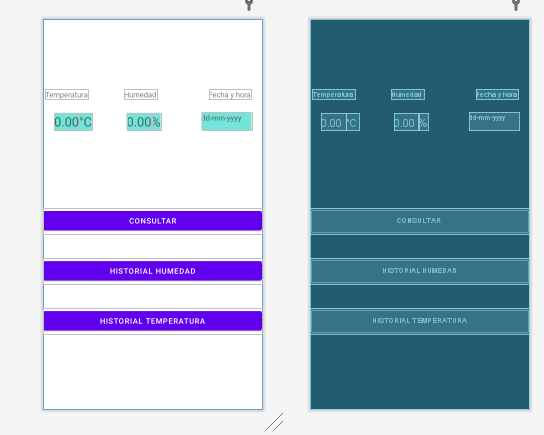 Temperatura Humedad Fecha y hora
0.00°C 0.00% dd-mm-yyyy
CONSULTAR
HISTORIAL HUMEDAD
HISTORIAL TEMPERATURA
Temperatura Humedad Fecha y hora
0.00 °C 0.00 % dd-mm-yyyy
CONSULTAR
HISTORIAL HUMEDAD
HISTORIAL TEMPERATURA